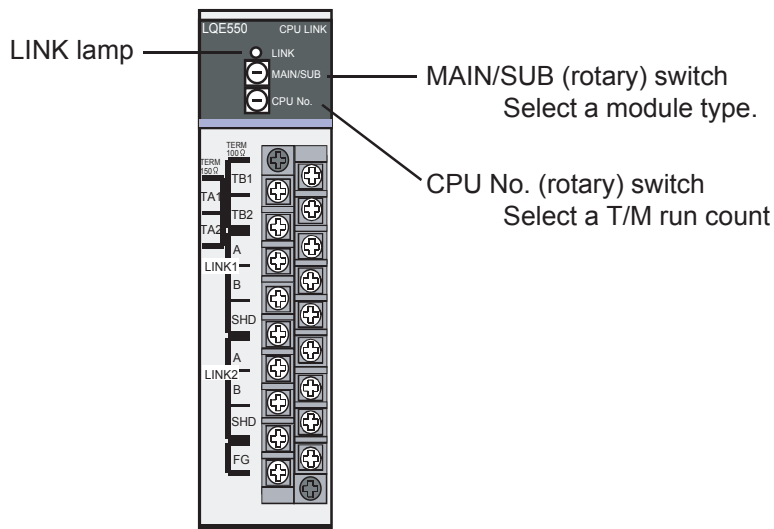 LQE550 CPU LINK
LINK lamp
LINK
MAIN/SUB
CPU No.
MAIN/SUB (rotary) switch
Select a module type.
CPU No. (rotary) switch
Select a T/M run count
TERM
100Ω
TERM
150Ω
TB1
TA1
TB2
TA2
A
LINK1
B
SHD
A
LINK2
B
SHD
FG